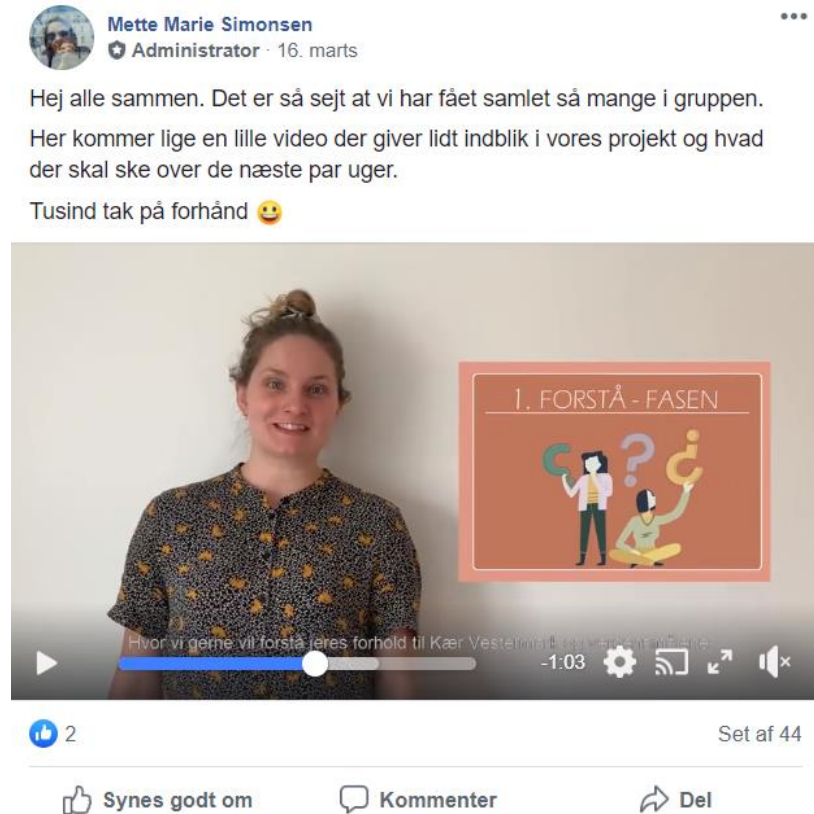 Mette Marie Simonsen
Administrator · 16. marts
Hej alle sammen. Det er så sejt at vi har fået samlet så mange i gruppen.
Her kommer lige en lille video der giver lidt indblik i vores projekt og hvad
der skal ske over de næste par uger.
Tusind tak på forhånd 😀
1. FORSTÅ - FASEN
Hvor vi gerne vil forstå jeres forhold til Kær
-1:03
2
Set af 44
Synes godt om
Kommenter
Del